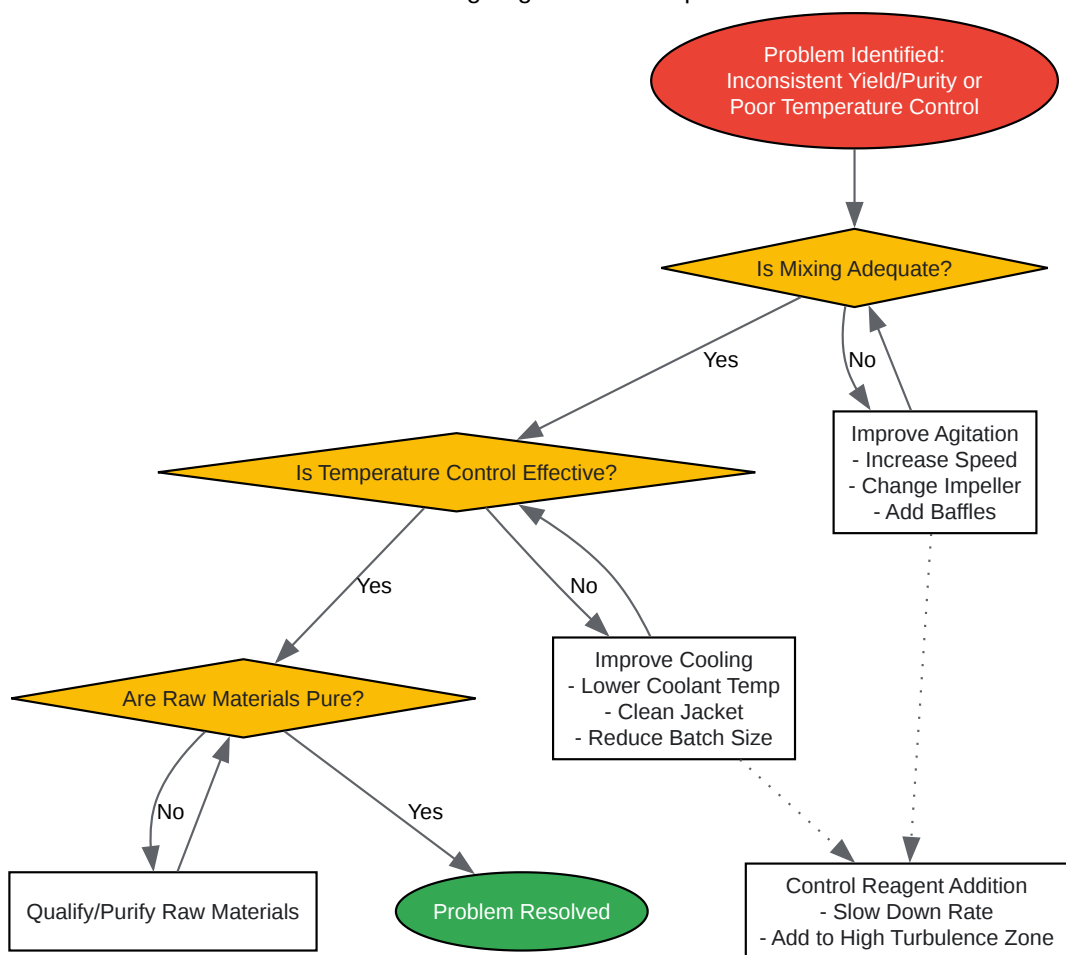 Problem Identified:
Inconsistent Yield/Purity or
Poor Temperature Control
Is Mixing Adequate?
Yes
No
Improve Agitation
- Increase Speed
- Change Impeller
- Add Baffles
Is Temperature Control Effective?
Yes
No
Improve Cooling
- Lower Coolant Temp
- Clean Jacket
- Reduce Batch Size
Are Raw Materials Pure?
No
Yes
Qualify/Purify Raw Materials
Problem Resolved
Control Reagent Addition
- Slow Down Rate
- Add to High Turbulence Zone